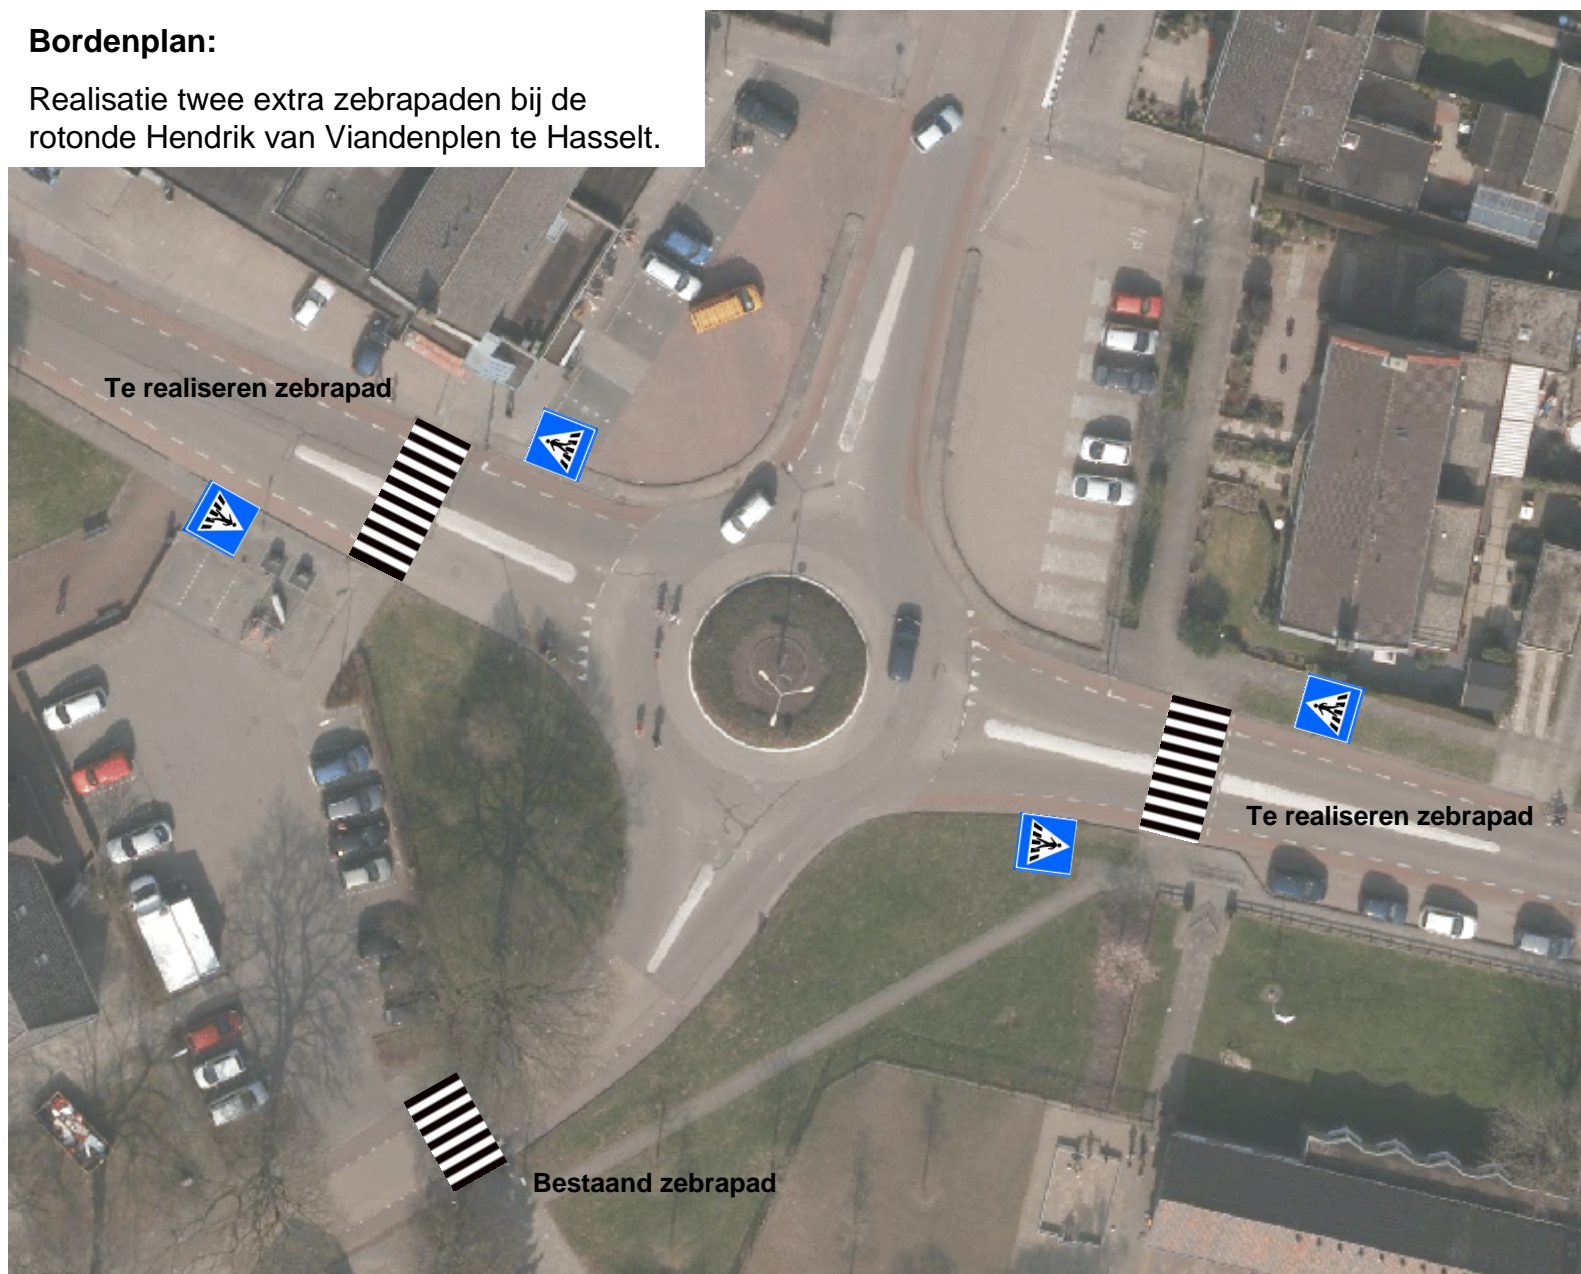 Bordenplan:
Realisatie twee extra zebrapaden bij de
rotonde Hendrik van Viandenplen te Hasselt.
Te realiseren zebrapad
Te realiseren zebrapad
Bestaand zebrapad